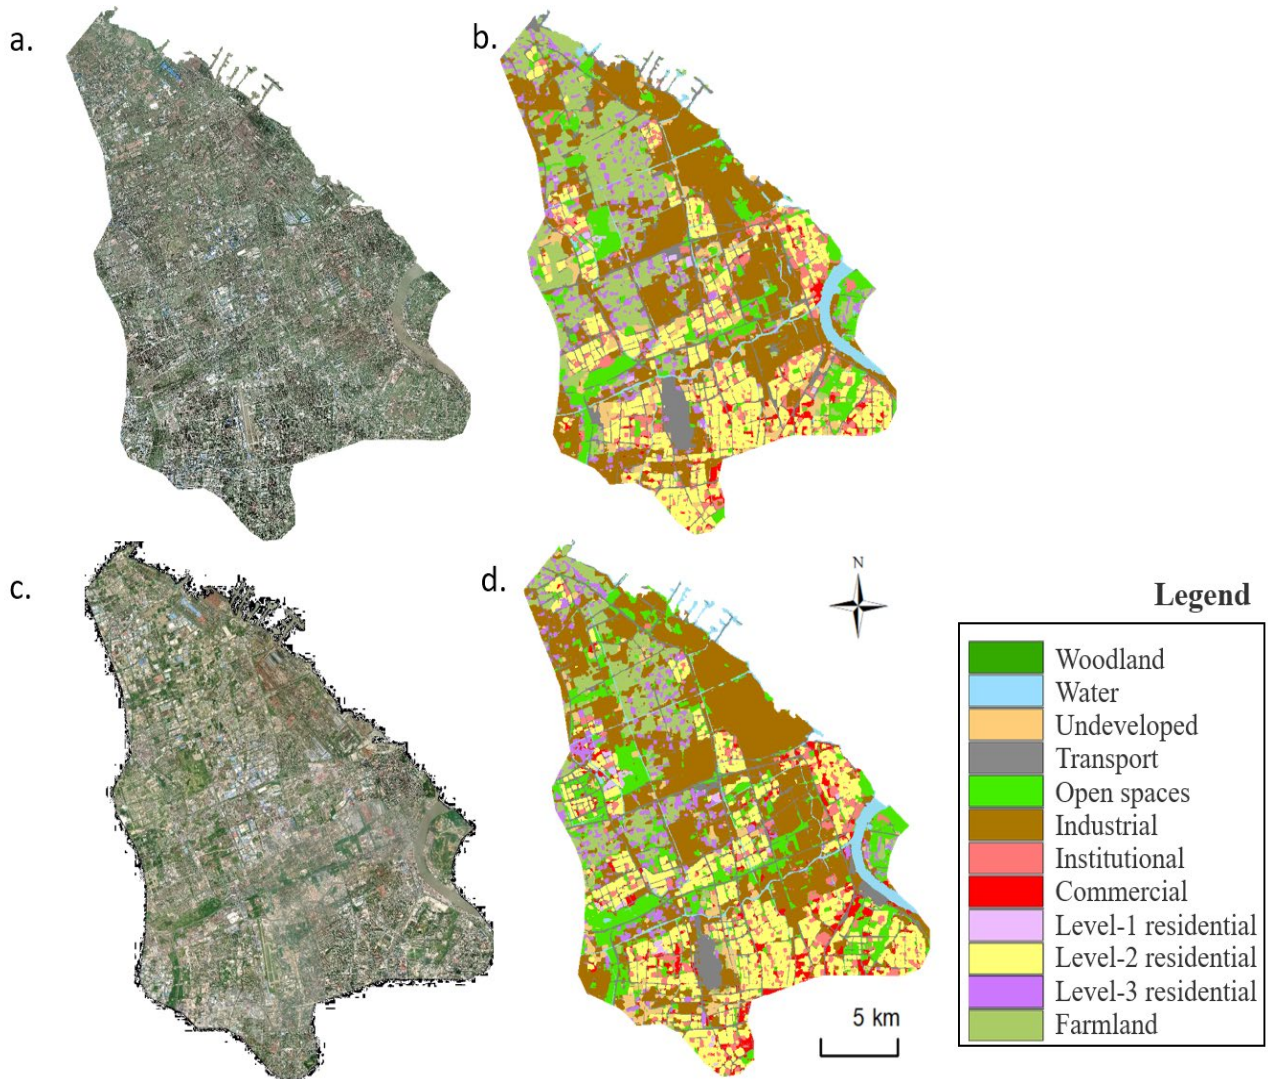 a.
b.
c.
d.
N
Legend
Woodland
Water
Undeveloped
Transport
Open spaces
Industrial
Institutional
Commercial
Level-1 residential
Level-2 residential
Level-3 residential
Farmland
5 km